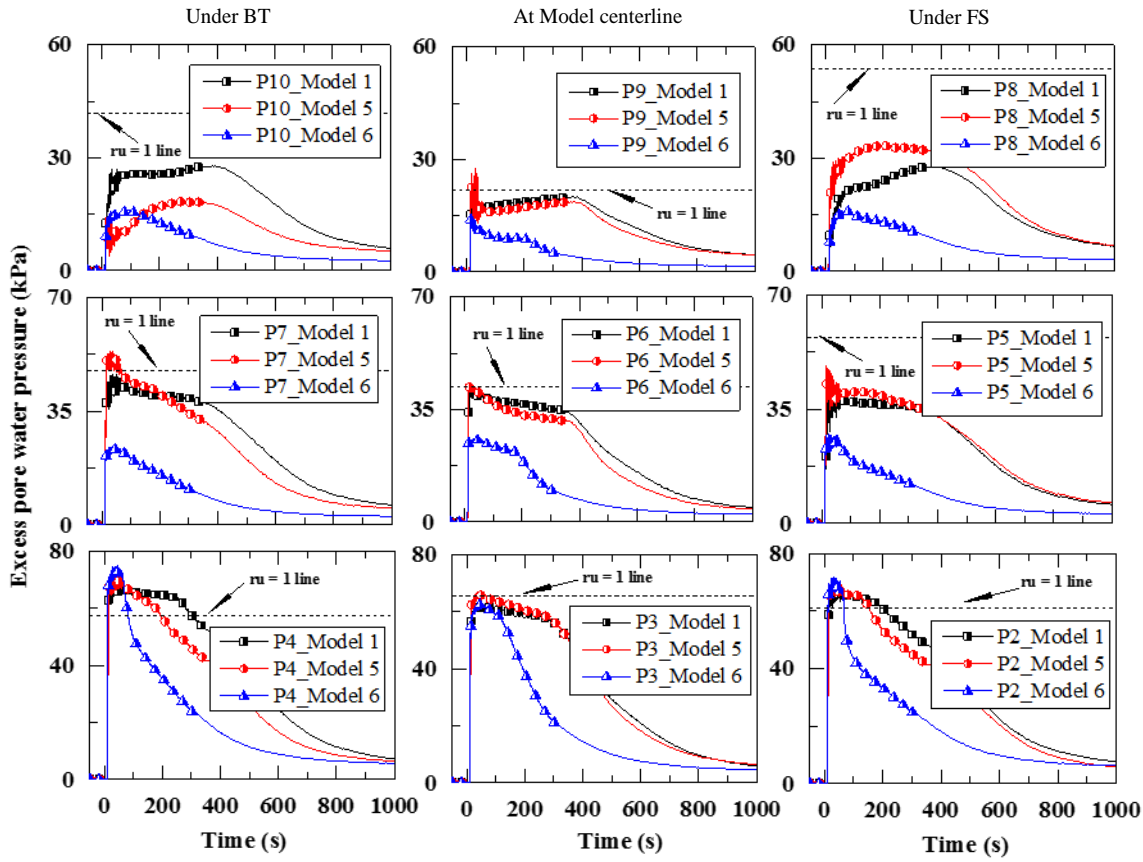 Under BT
At Model centerline
Under FS
Excess pore water pressure (kPa)
60
30
0
P10_Model 1
P10_Model 5
P10_Model 6
ru = 1 line
60
30
0
P9_Model 1
P9_Model 5
P9_Model 6
ru = 1 line
60
30
0
P8_Model 1
P8_Model 5
P8_Model 6
ru = 1 line
70
35
0
P7_Model 1
P7_Model 5
P7_Model 6
ru = 1 line
70
35
0
P6_Model 1
P6_Model 5
P6_Model 6
ru = 1 line
70
35
0
P5_Model 1
P5_Model 5
P5_Model 6
ru = 1 line
80
40
0
P4_Model 1
P4_Model 5
P4_Model 6
ru = 1 line
0 200 400 600 800 1000
Time (s)
80
40
0
P3_Model 1
P3_Model 5
P3_Model 6
ru = 1 line
0 200 400 600 800 1000
Time (s)
80
40
0
P2_Model 1
P2_Model 5
P2_Model 6
ru = 1 line
0 200 400 600 800 1000
Time (s)